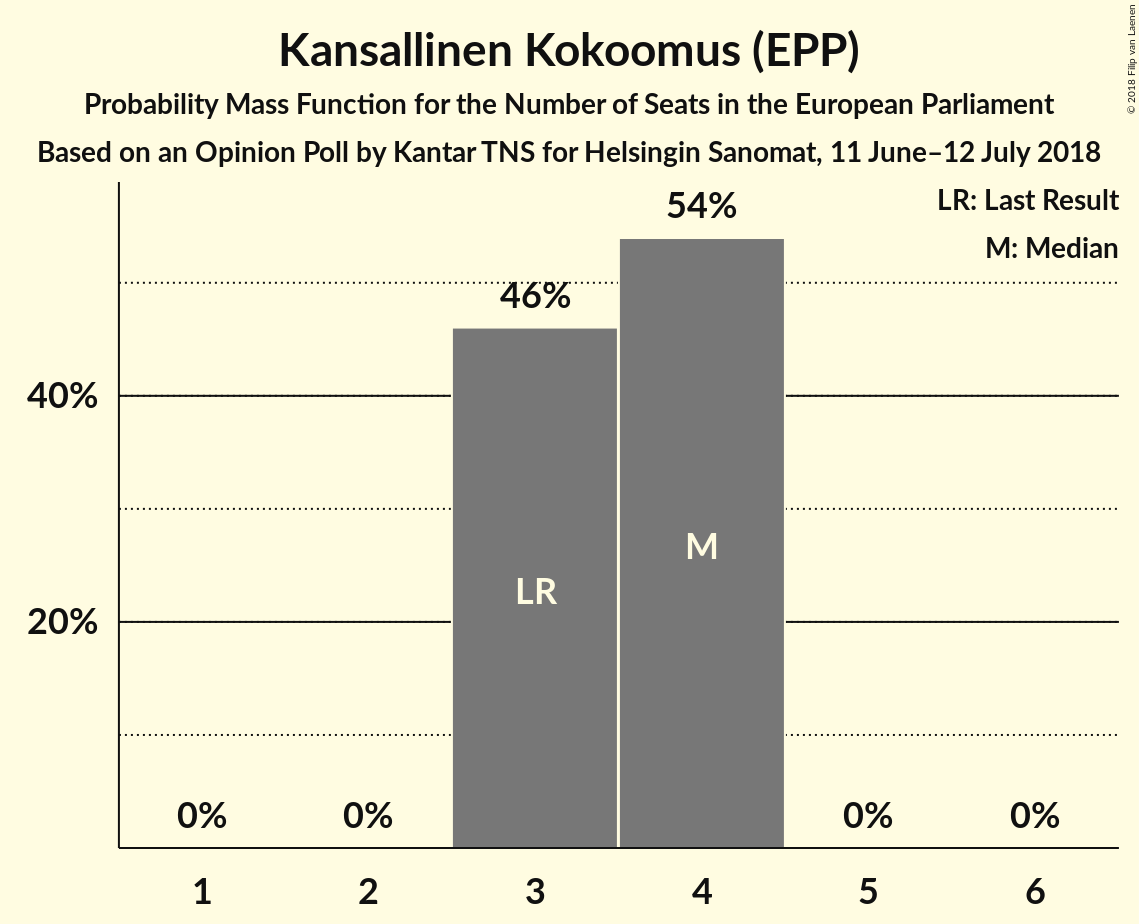 Kansallinen Kokoomus (EPP)
Probability Mass Function for the Number of Seats in the European Parliament
Based on an Opinion Poll by Kantar TNS for Helsingin Sanomat, 11 June–12 July 2018
© 2018 Filip van Laenen
LR: Last Result
M: Median
54%
46%
40%
M
LR
20%
0%
0%
0%
0%
1
2
3
4
5
6